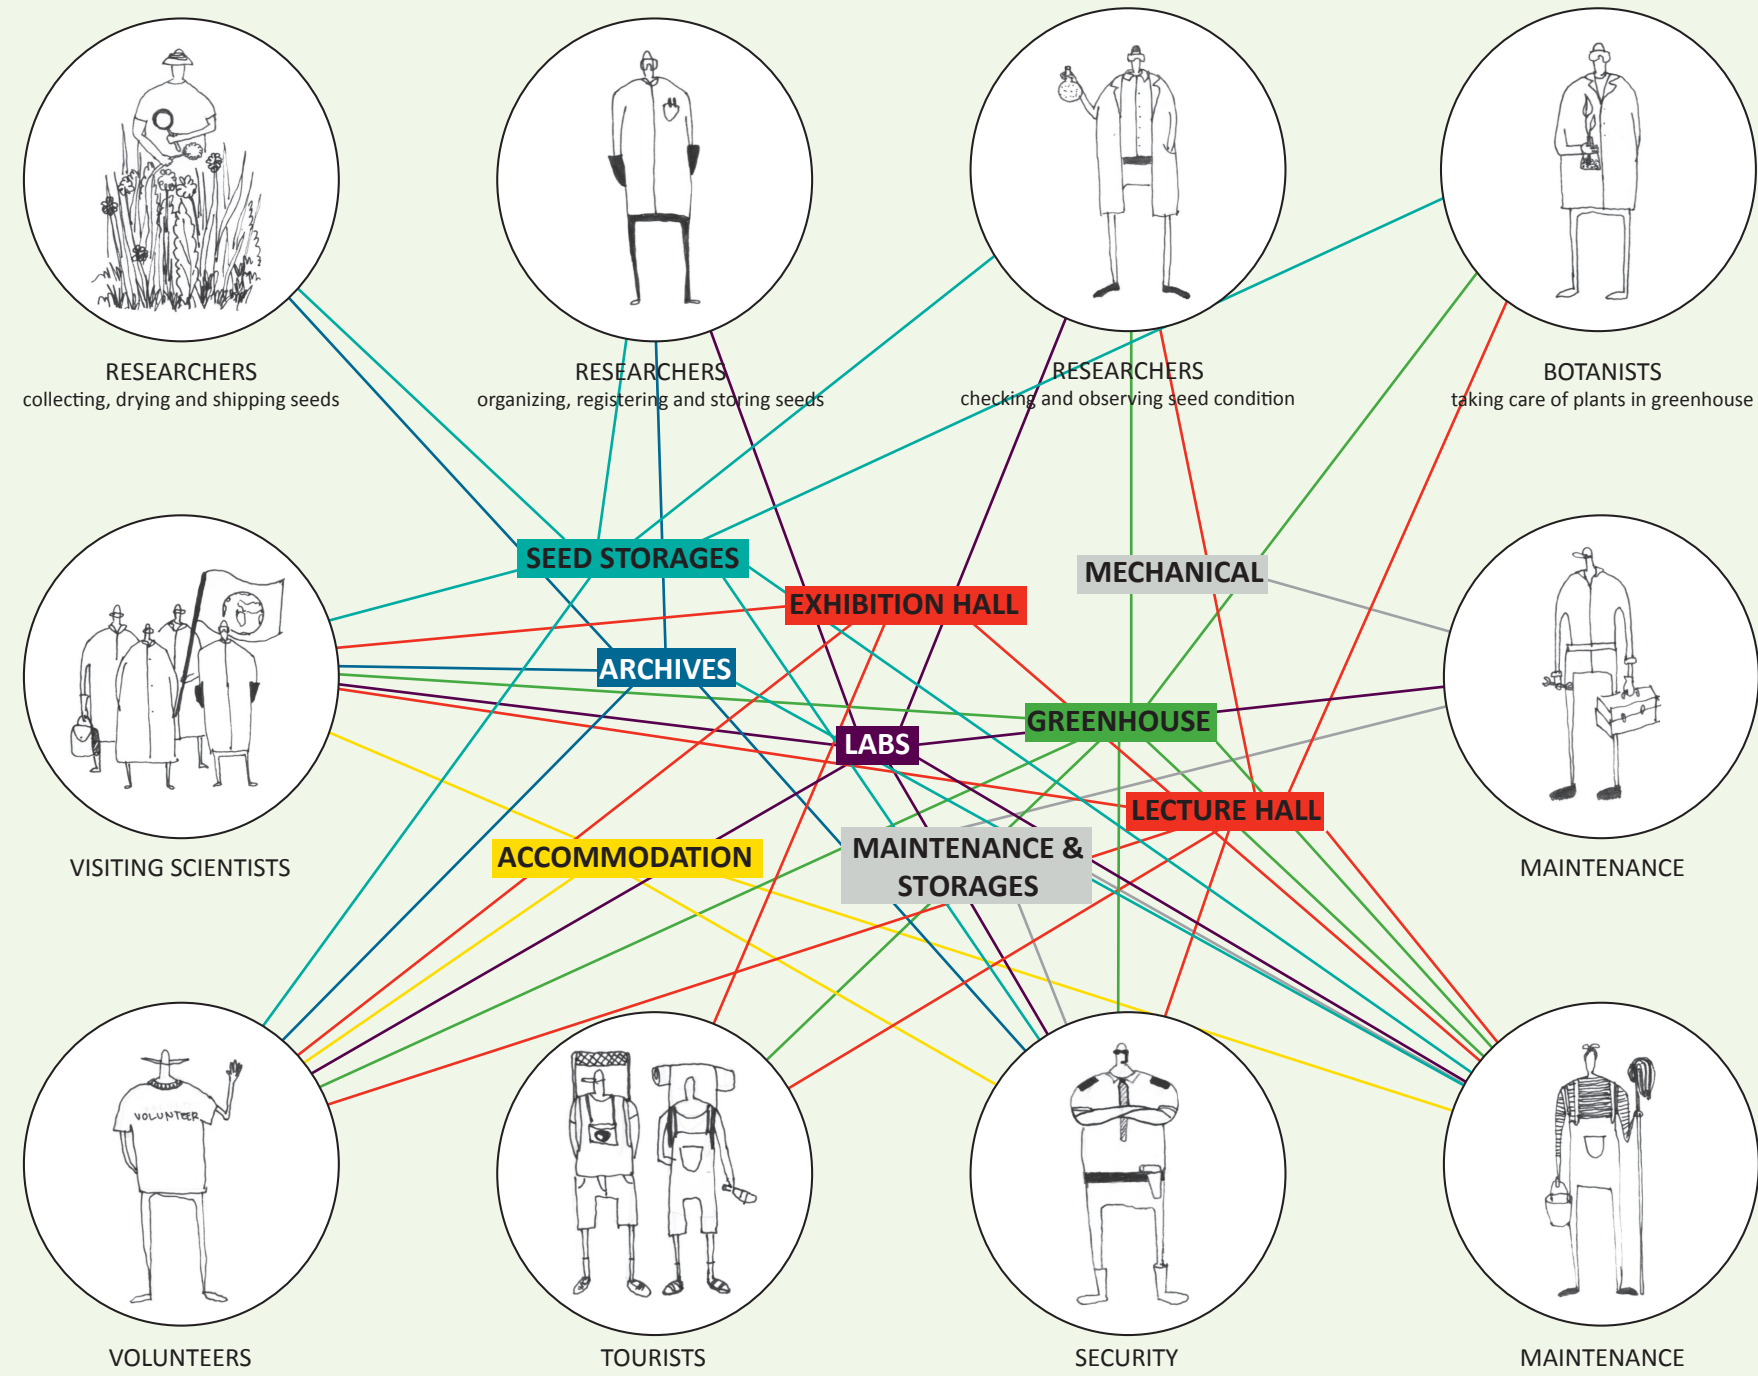 RESEARCHERS
collecting, drying and shipping seeds
RESEARCHERS
organizing, registering and storing seeds
RESEARCHERS
checking and observing seed condition
BOTANISTS
taking care of plants in greenhouse
SEED STORAGES
MECHANICAL
EXHIBITION HALL
ARCHIVES
GREENHOUSE
LABS
LECTURE HALL
ACCOMMODATION
MAINTENANCE &
STORAGES
VISITING SCIENTISTS
MAINTENANCE
VOLUNTEER
VOLUNTEERS
TOURISTS
SECURITY
MAINTENANCE